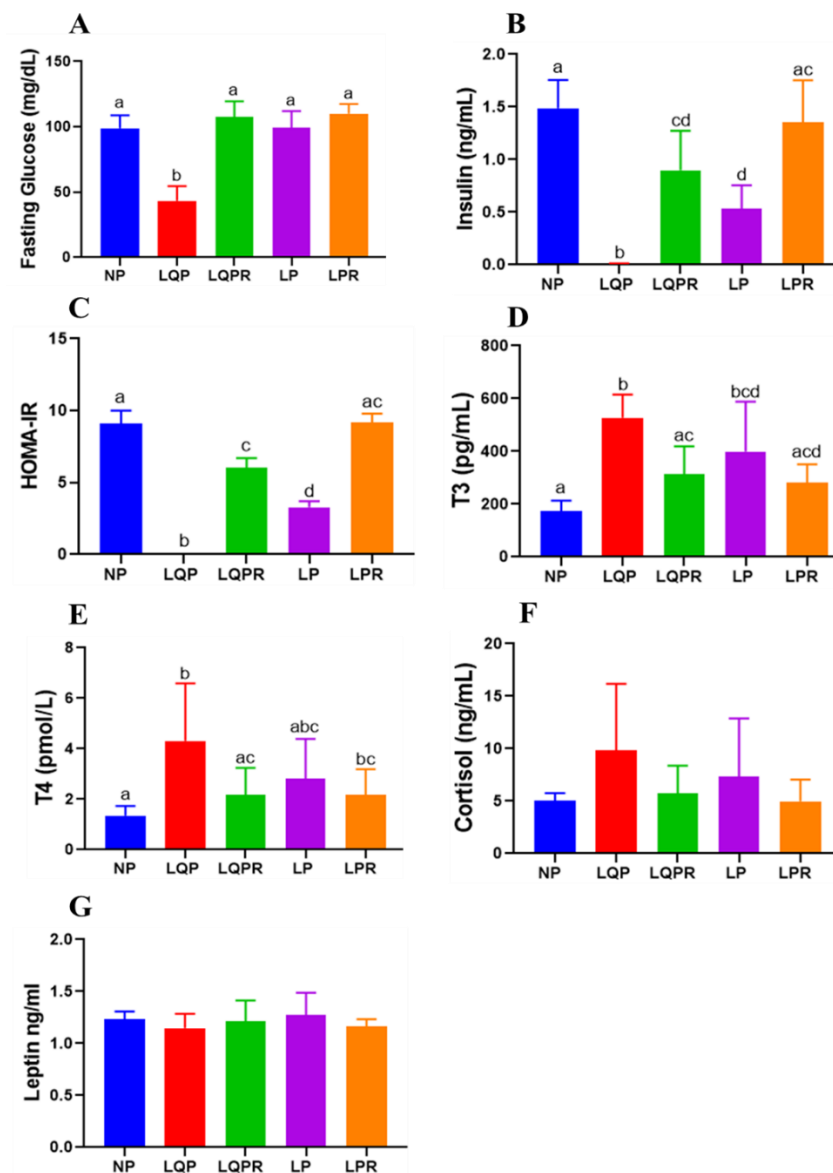 A
Fasting Glucose (mg/dL)
150
100
50
0
a
b
a
a
a
NP LQP LQPR LP LPR
B
Insulin (ng/mL)
2.0
1.5
1.0
0.5
0.0
a
b
cd
d
ac
NP LQP LQPR LP LPR
C
HOMA-IR
15
10
5
0
a
b
c
d
ac
NP LQP LQPR LP LPR
D
T3 (pg/mL)
800
600
400
200
0
a
b
ac
bcd
acd
NP LQP LQPR LP LPR
E
T4 (pmol/L)
8
6
4
2
0
a
b
ac
abc
bc
NP LQP LQPR LP LPR
F
Cortisol (ng/mL)
20
15
10
5
0
NP LQP LQPR LP LPR
G
Leptin ng/ml
2.0
1.5
1.0
0.5
0.0
NP LQP LQPR LP LPR